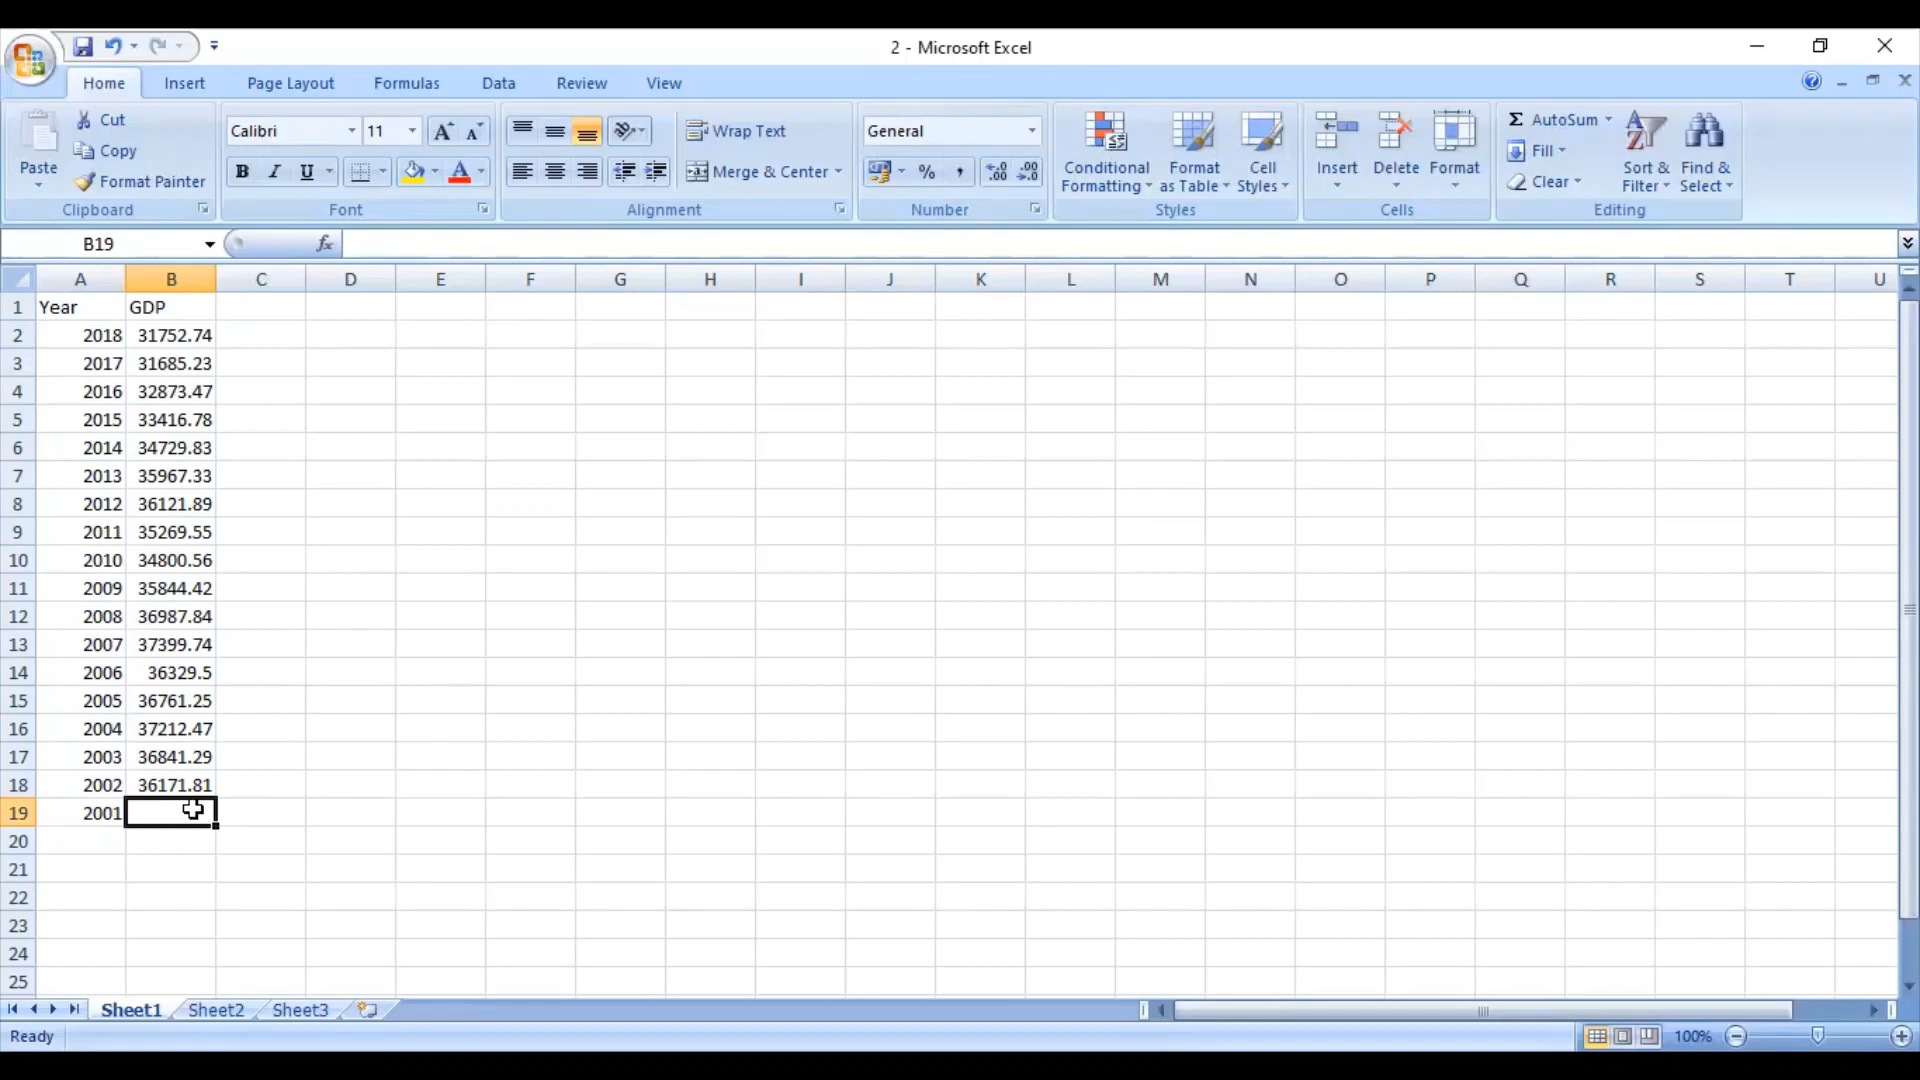 2 - Microsoft Excel
Home Insert Page Layout Formulas Data Review View
Paste
Cut
Copy
Format Painter
Clipboard
Calibri 11
B I U
Font
Wrap Text
Merge & Center
Alignment
General
% ,
Number
Conditional Formatting
Format as Table
Cell Styles
Styles
Insert Delete Format
Cells
Σ AutoSum
Fill
Clear
Sort & Filter
Find & Select
Editing
B19 fx
A B C D E F G H I J K L M N O P Q R S T U
1 Year GDP
2 2018 31752.74
3 2017 31685.23
4 2016 32873.47
5 2015 33416.78
6 2014 34729.83
7 2013 35967.33
8 2012 36121.89
9 2011 35269.55
10 2010 34800.56
11 2009 35844.42
12 2008 36987.84
13 2007 37399.74
14 2006 36329.5
15 2005 36761.25
16 2004 37212.47
17 2003 36841.29
18 2002 36171.81
19 2001
20
21
22
23
24
25
Sheet1 Sheet2 Sheet3
Ready 100%